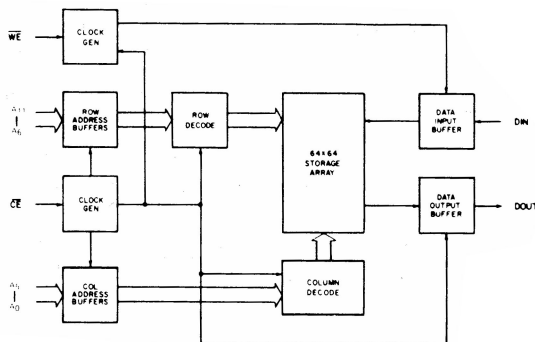 WE
CLOCK
GEN
A11
A6
ROW
ADDRESS
BUFFERS
ROW
DECODE
64×64
STORAGE
ARRAY
DATA
INPUT
BUFFER
DIN
CE
CLOCK
GEN
DATA
OUTPUT
BUFFER
DOUT
A5
A0
COL
ADDRESS
BUFFERS
COLUMN
DECODE